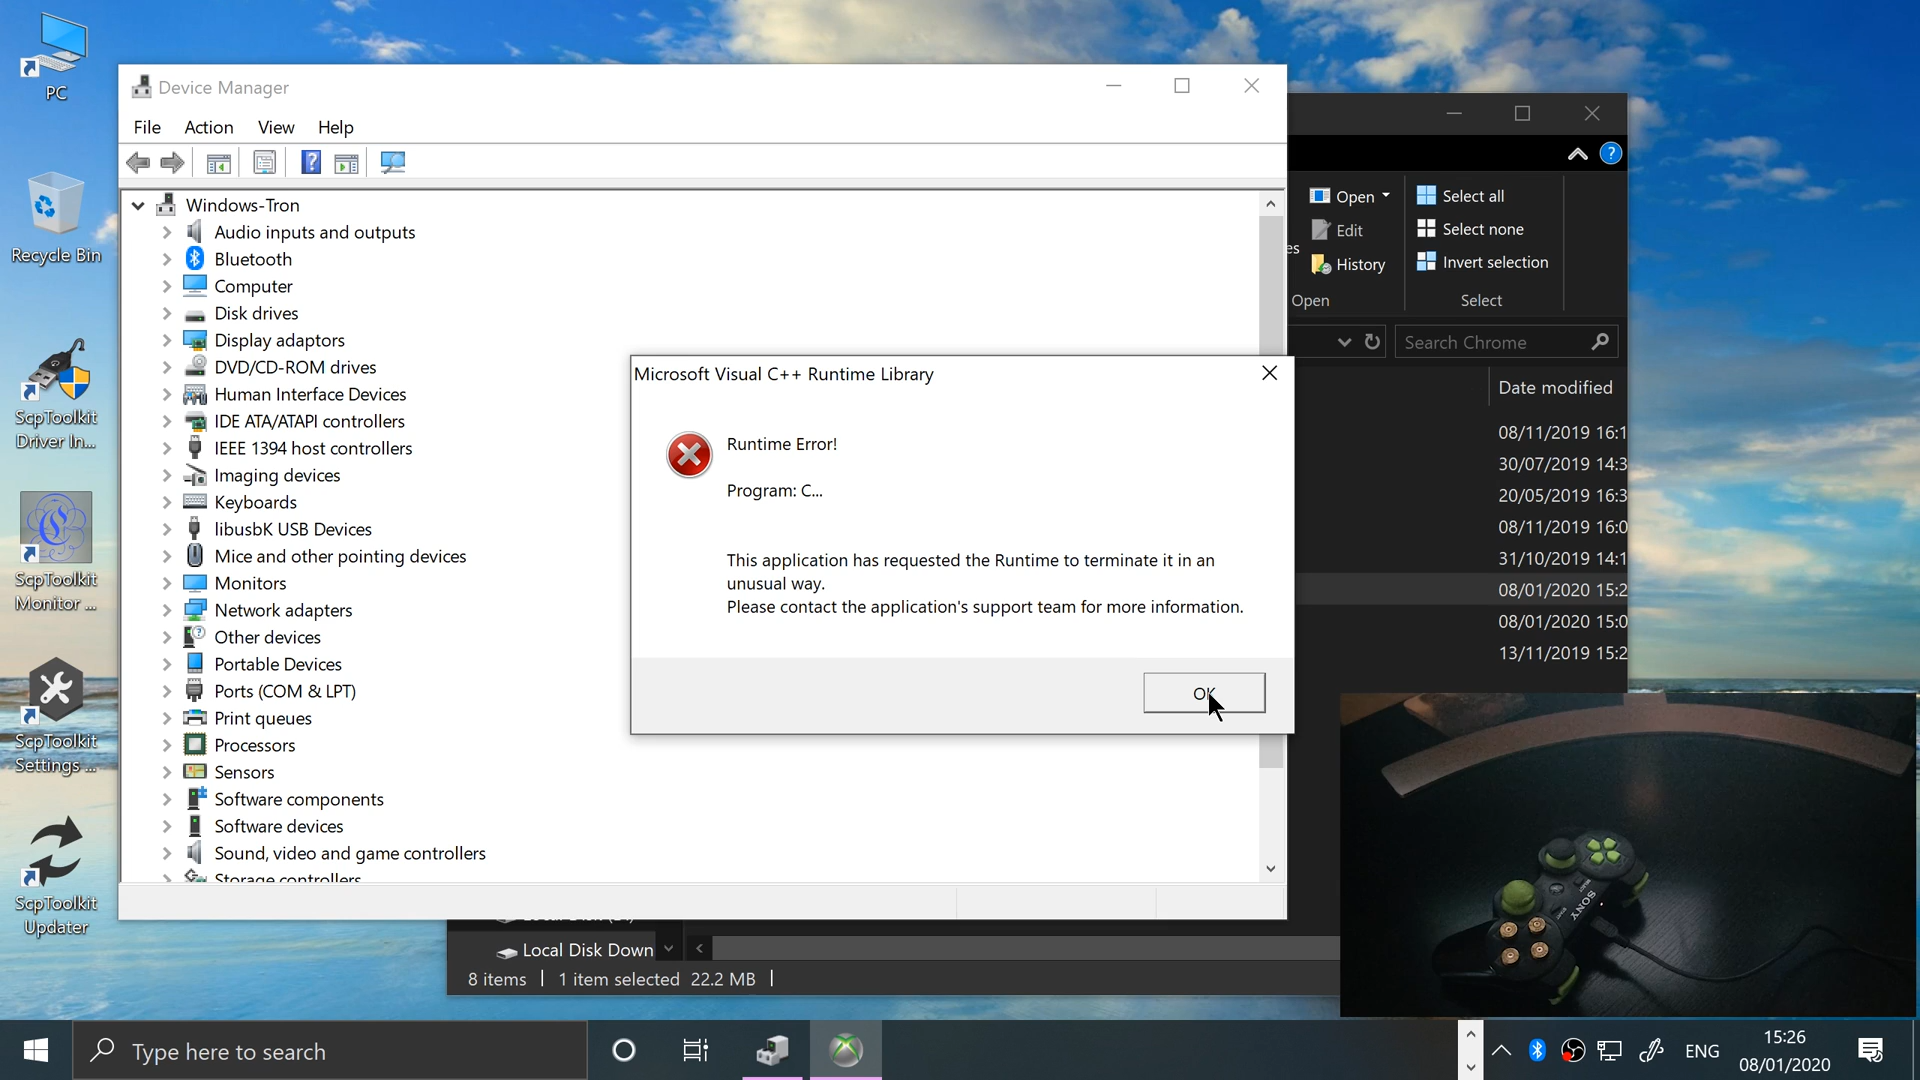 PC
Recycle Bin
ScpToolkit
Driver In...
ScpToolkit
Monitor ...
ScpToolkit
Settings ...
ScpToolkit
Updater
Device Manager
File Action View Help
Windows-Tron
Audio inputs and outputs
Bluetooth
Computer
Disk drives
Display adaptors
DVD/CD-ROM drives
Human Interface Devices
IDE ATA/ATAPI controllers
IEEE 1394 host controllers
Imaging devices
Keyboards
libusbK USB Devices
Mice and other pointing devices
Monitors
Network adapters
Other devices
Portable Devices
Ports (COM & LPT)
Print queues
Processors
Sensors
Software components
Software devices
Sound, video and game controllers
Storage controllers
Microsoft Visual C++ Runtime Library
Runtime Error!
Program: C...
This application has requested the Runtime to terminate it in an
unusual way.
Please contact the application's support team for more information.
OK
Open
Edit
es
History
Open
Select all
Select none
Invert selection
Select
Search Chrome
Date modified
08/11/2019 16:1
30/07/2019 14:3
20/05/2019 16:3
08/11/2019 16:0
31/10/2019 14:1
08/01/2020 15:2
08/01/2020 15:0
13/11/2019 15:2
Local Disk Down
8 items 1 item selected 22.2 MB
SONY
Type here to search
ENG
15:26
08/01/2020